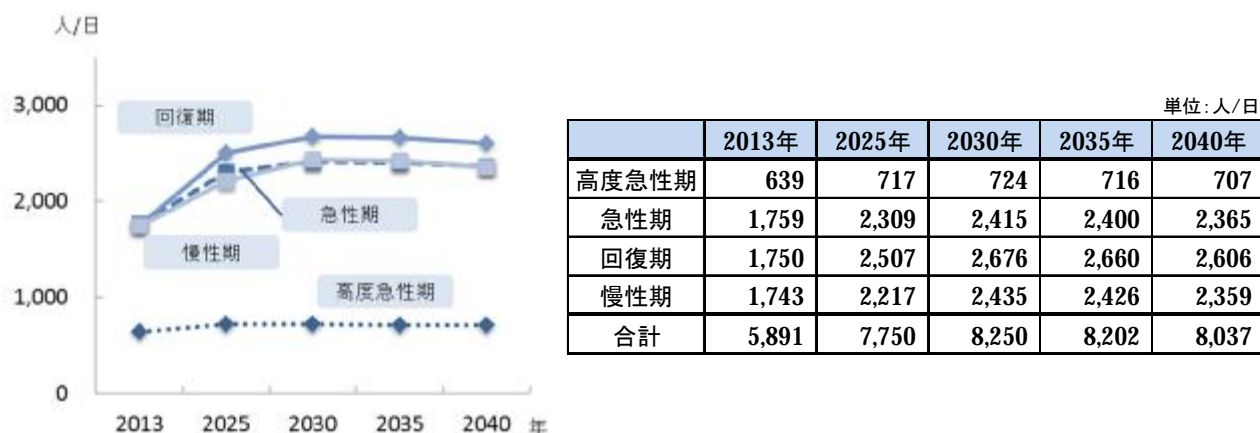 人/日
3,000
2,000
1,000
0
回復期
急性期
慢性期
高度急性期
2013 2025 2030 2035 2040 年
単位:人/日
2013年 2025年 2030年 2035年 2040年
高度急性期 639 717 724 716 707
急性期 1,759 2,309 2,415 2,400 2,365
回復期 1,750 2,507 2,676 2,660 2,606
慢性期 1,743 2,217 2,435 2,426 2,359
合計 5,891 7,750 8,250 8,202 8,037